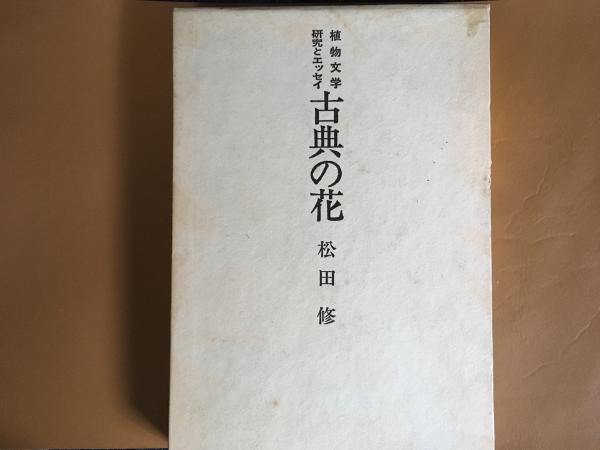 植物文学
研究とエッセイ
古典の花
松田修